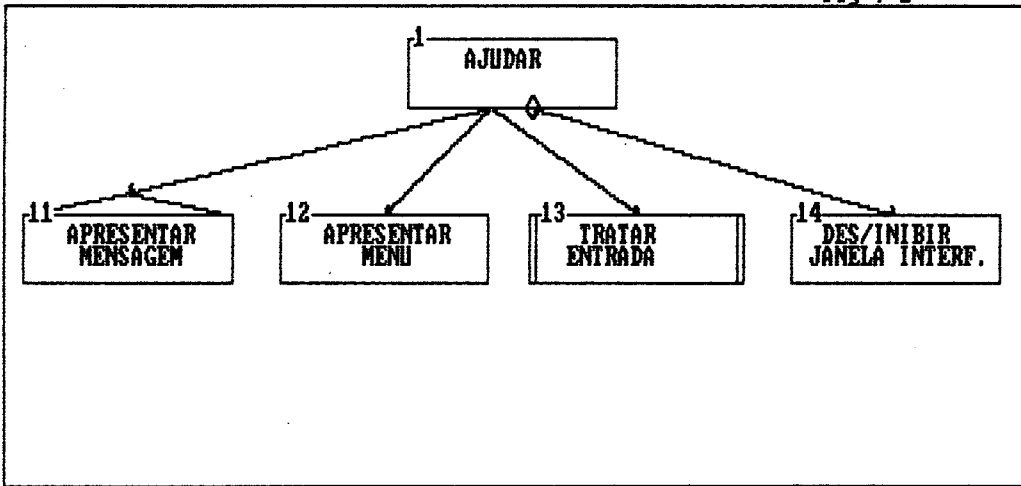 1
AJUDAR
11
APRESENTAR
MENSAGEM
12
APRESENTAR
MENU
13
TRATAR
ENTRADA
14
DES/INIBIR
JANELA INTERF.